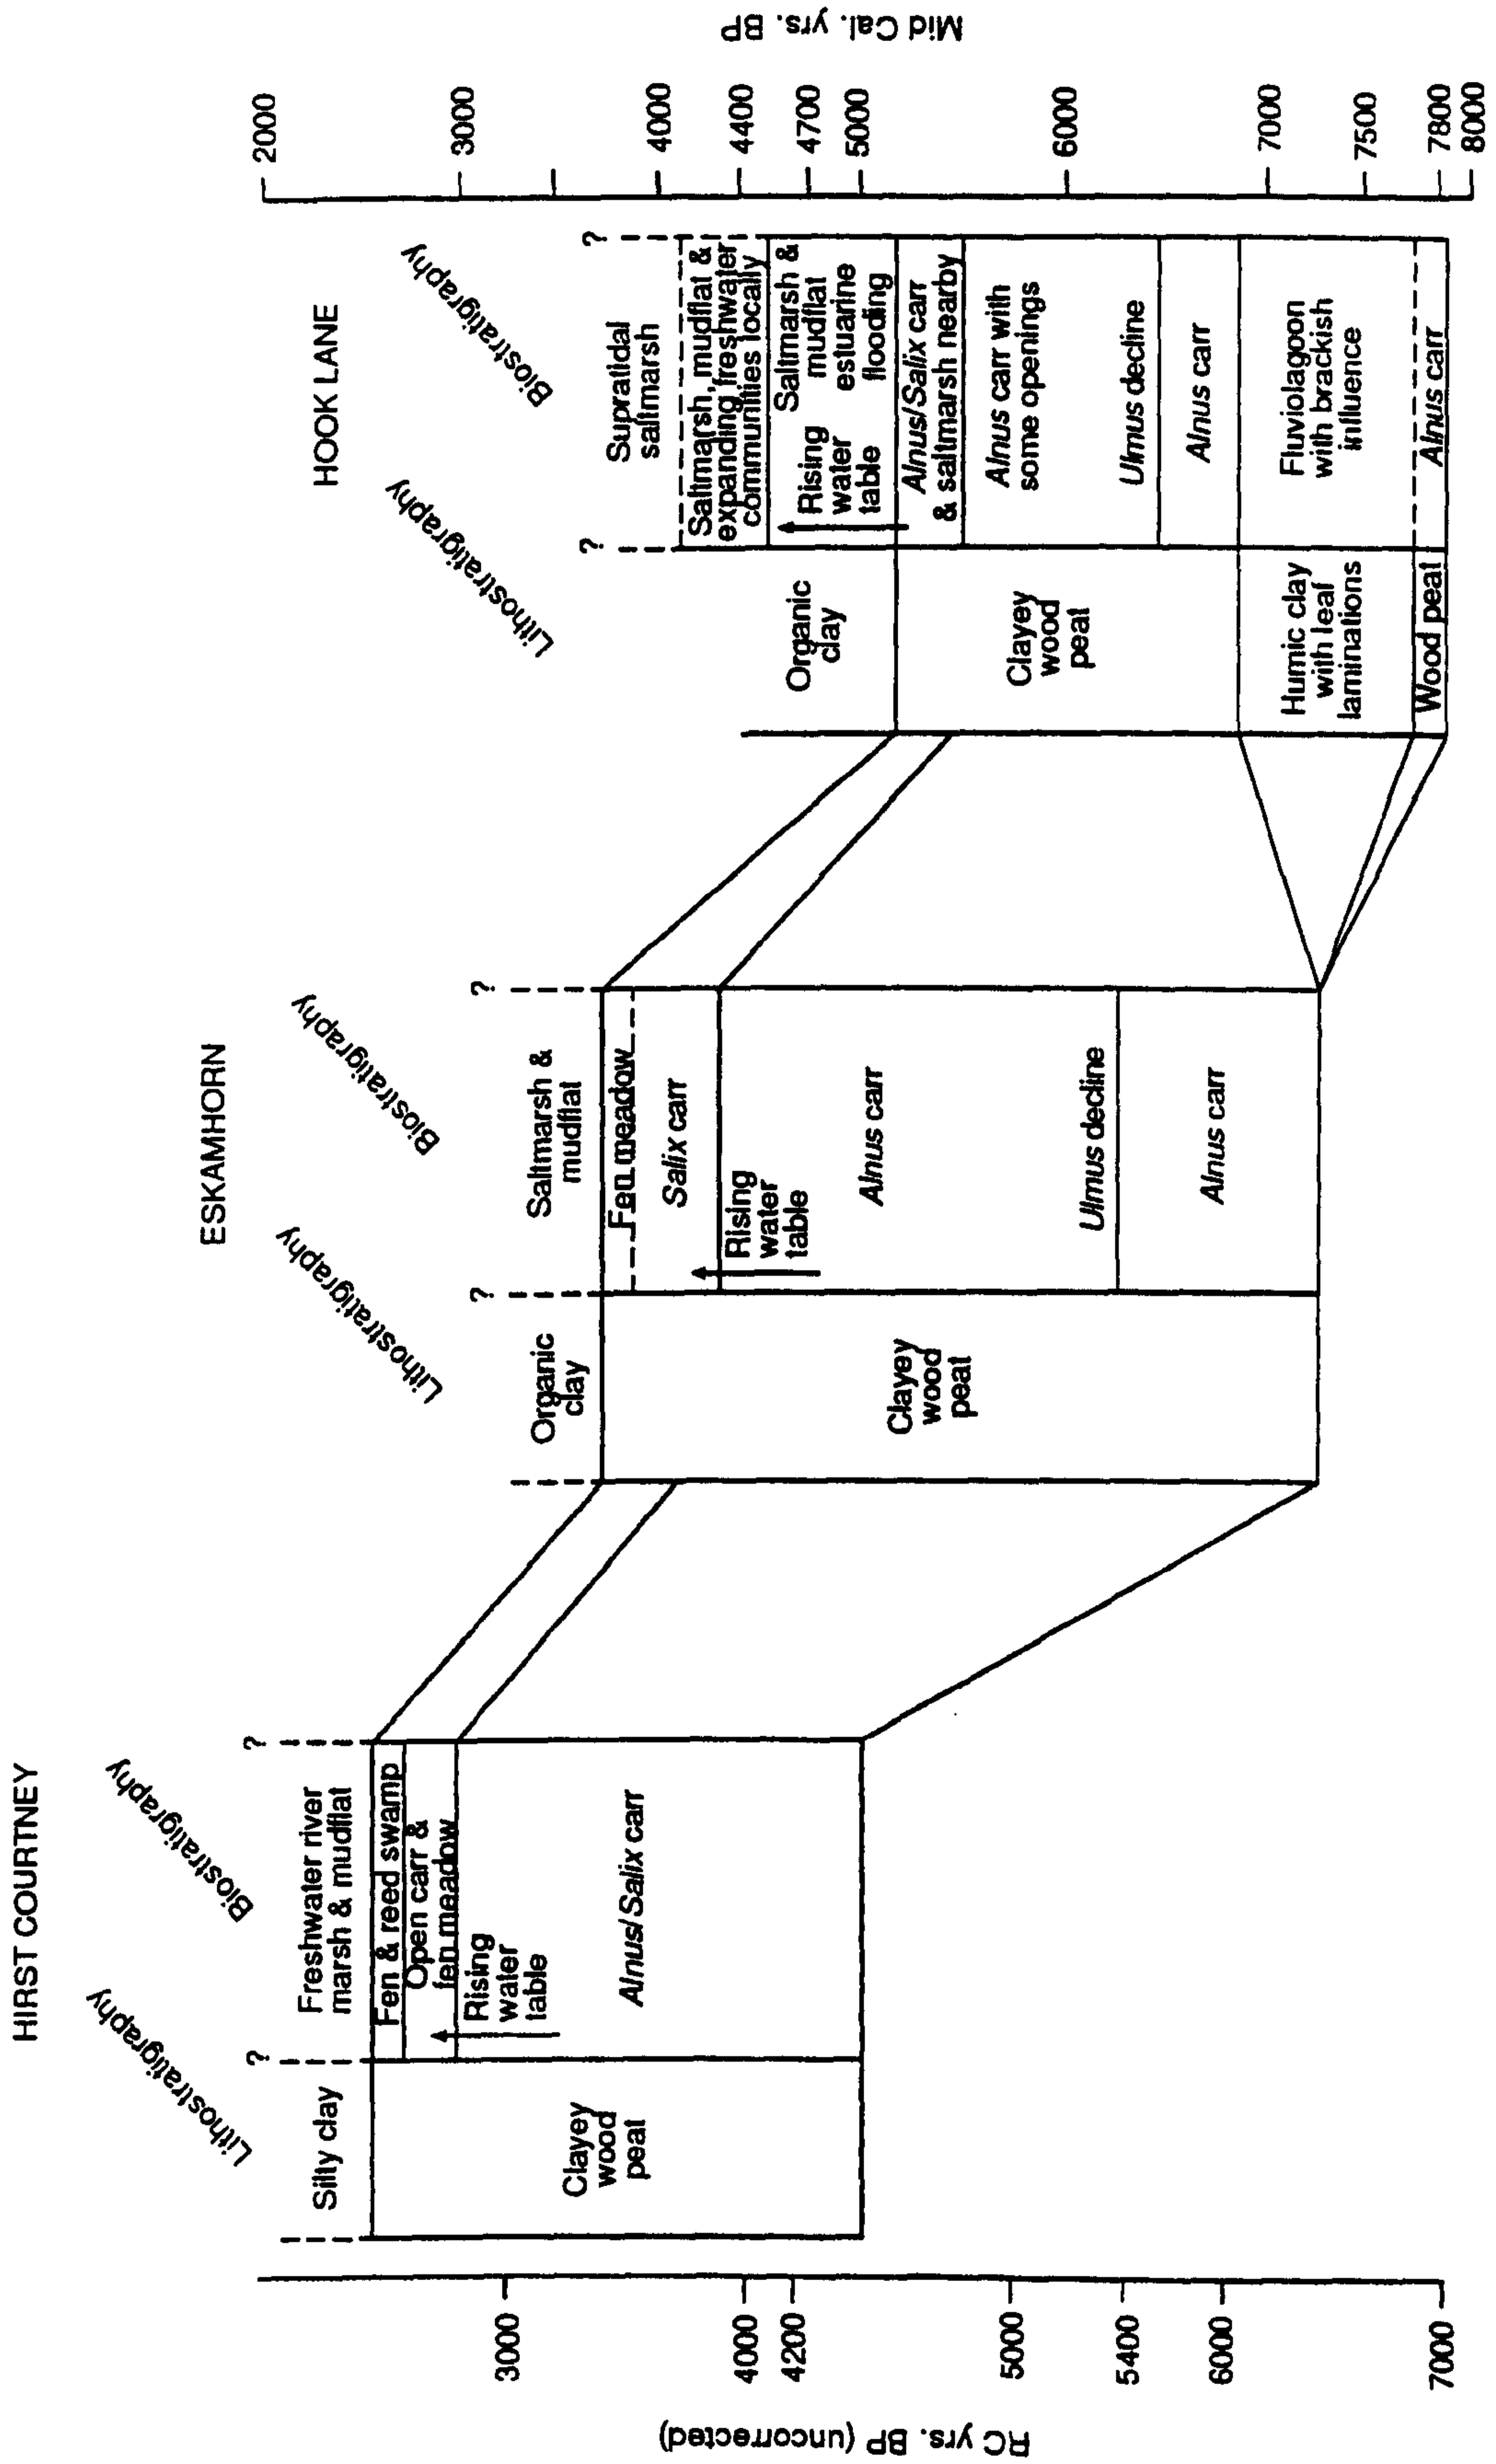 HIRST COURTNEY
Lithostratigraphy
Biostratigraphy
?
?
Silty clay
Freshwater river
marsh & mudflat
Fen & reed swamp
Open carr &
fen meadow
Rising
water
table
Clayey
wood
peat
Alnus/Salix carr
ESKAMHORN
Lithostratigraphy
Biostratigraphy
?
?
Organic
clay
Saltmarsh &
mudflat
Fen meadow
Salix carr
Rising
water
table
Alnus carr
Clayey
wood
peat
Ulmus decline
Alnus carr
HOOK LANE
Lithostratigraphy
Biostratigraphy
?
?
Supratidal
saltmarsh
Saltmarsh, mudflat &
expanding freshwater
communities locally
Organic
clay
Rising
water
table
Saltmarsh &
mudflat
estuarine
flooding
Alnus/Salix carr
& saltmarsh nearby
Clayey
wood
peat
Alnus carr with
some openings
Ulmus decline
Alnus carr
Humic clay
with leaf
laminations
Fluviolagoon
with brackish
influence
Wood peat
Alnus carr
RC yrs. BP (uncorrected)
3000
4000
4200
5000
5400
6000
7000
Mid Cal. yrs. BP
2000
3000
4000
4400
4700
5000
6000
7000
7500
7800
8000